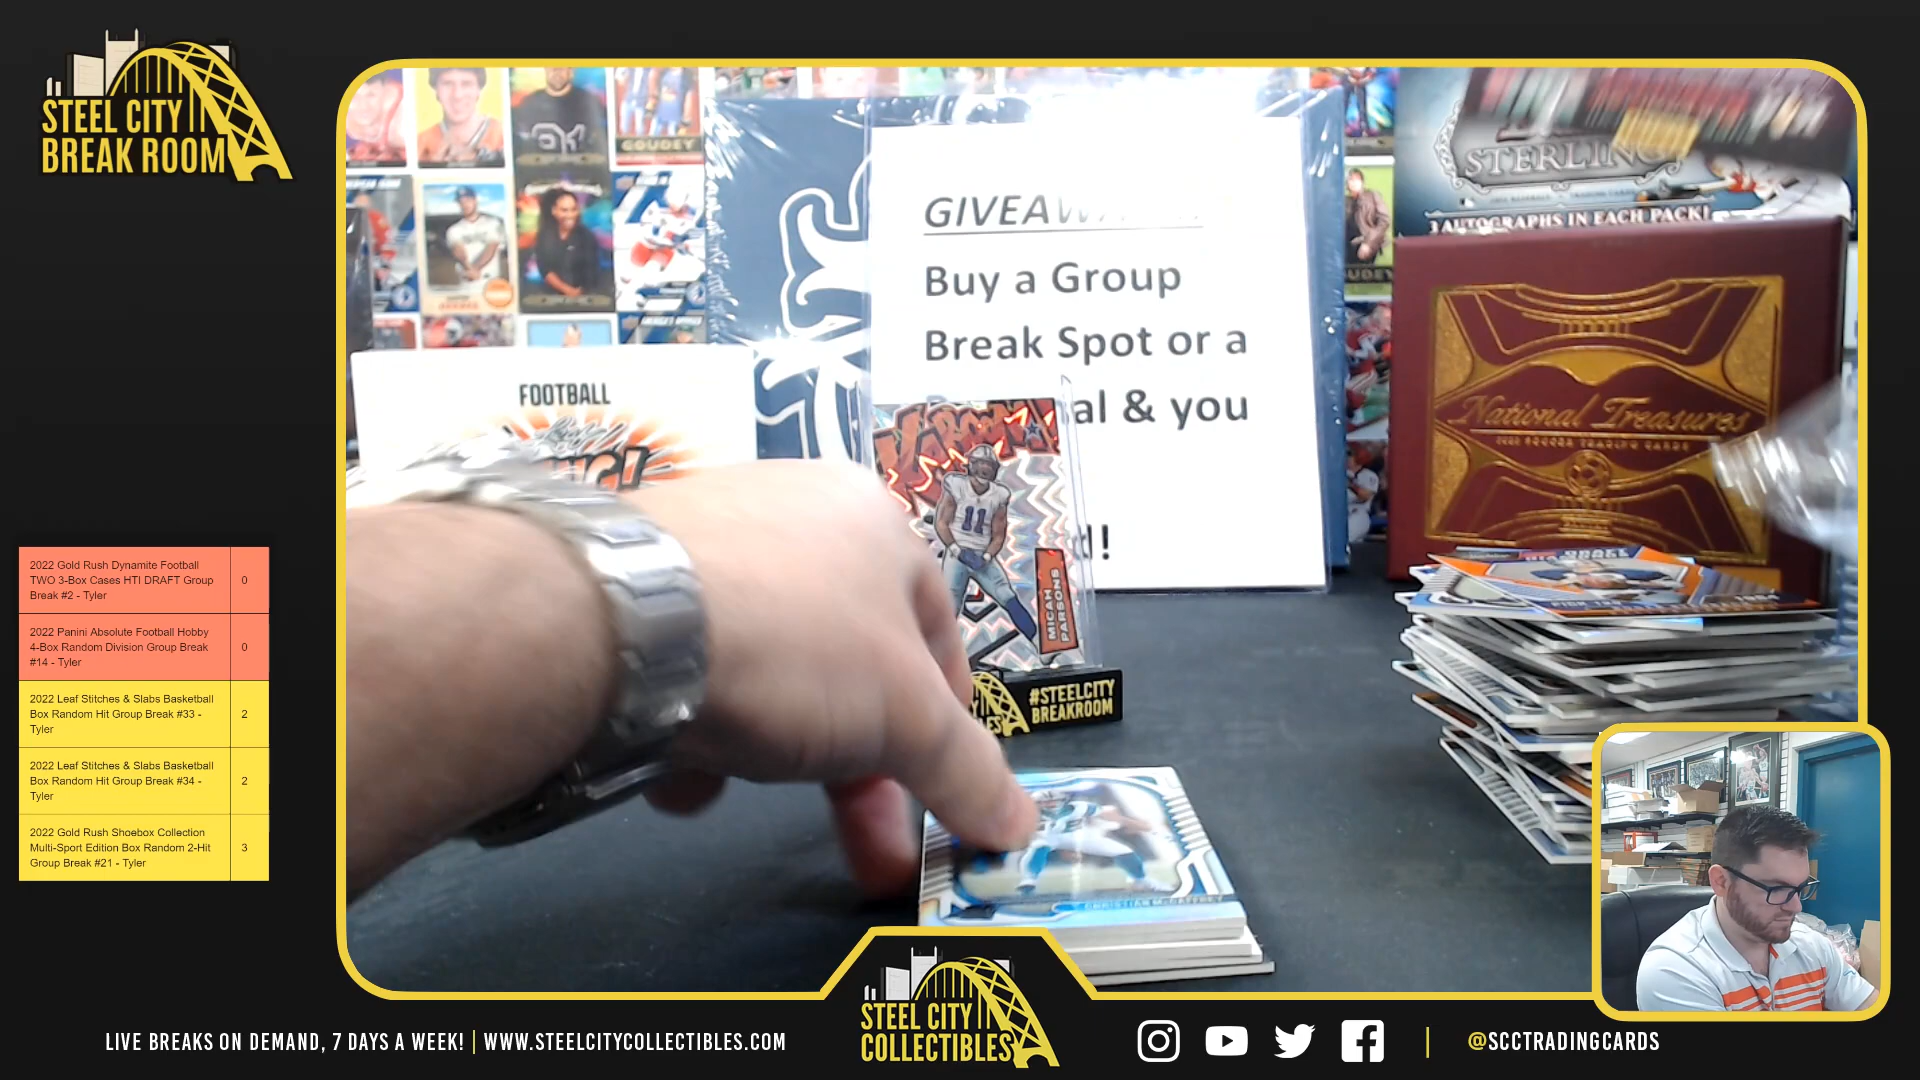 STEEL CITY
BREAK ROOM
2022 Gold Rush Dynamite Football
TWO 3-Box Cases HTI DRAFT Group
Break #2 - Tyler
0
2022 Panini Absolute Football Hobby
4-Box Random Division Group Break
#14 - Tyler
0
2022 Leaf Stitches & Slabs Basketball
Box Random Hit Group Break #33 -
Tyler
2
2022 Leaf Stitches & Slabs Basketball
Box Random Hit Group Break #34 -
Tyler
2
2022 Gold Rush Shoebox Collection
Multi-Sport Edition Box Random 2-Hit
Group Break #21 - Tyler
3
GOUDEY
FOOTBALL
Buy a Group
Break Spot or a
al & you
d!
KABOOM!
11
MICAH
PARSONS
#STEELCITY
BREAKROOM
STERLING
3 AUTOGRAPHS IN EACH PACK!
National Treasures
CHRISTIAN McCAFFREY
STEEL CITY
COLLECTIBLES
LIVE BREAKS ON DEMAND, 7 DAYS A WEEK! | WWW.STEELCITYCOLLECTIBLES.COM
| @SCCTRADINGCARDS